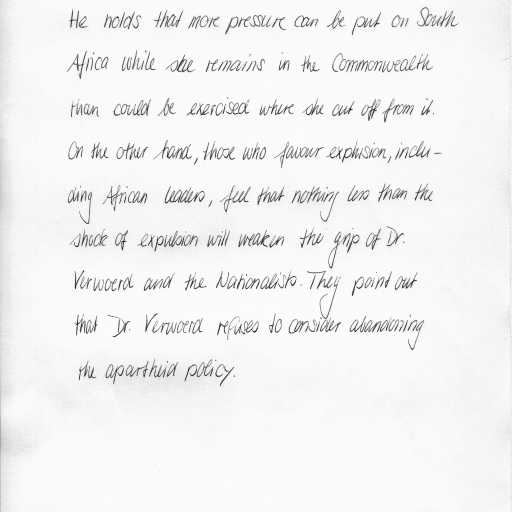 He holds that more pressure can be put on South
Africa while she remains in the Commonwealth
than could be exercised where she cut off from it.
On the other hand, those who favour explusion, inclu-
ding African leaders, feel that nothing less than the
shock of expulsion will weaken the grip of Dr.
Verwoerd and the Nationalists. They point out
that Dr. Verwoerd refuses to consider abandoning
the apartheid policy.